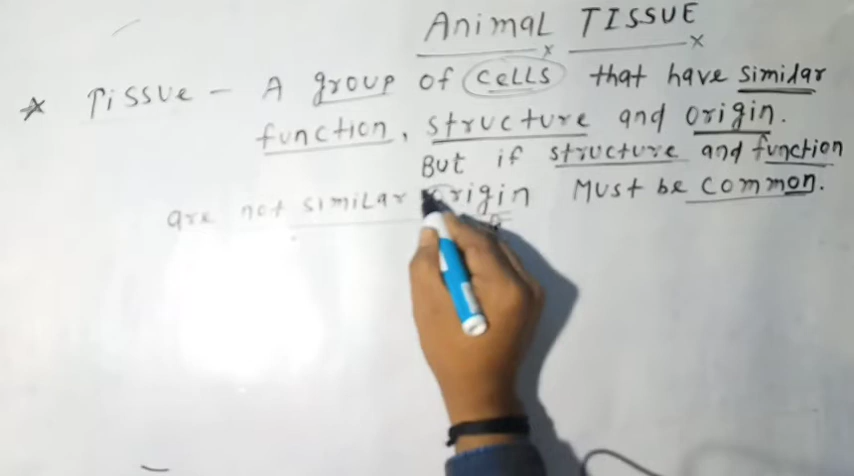 AnimaL TISSUE
Tissue - A group of cells that have similar
function, structure and origin.
But if structure and function
are not similar origin Must be common.